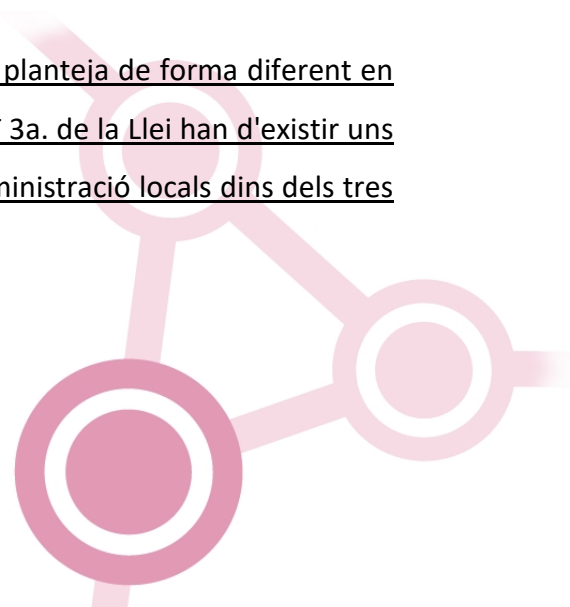 planteja de forma diferent en
3a. de la Llei han d'existir uns
ministració locals dins dels tres